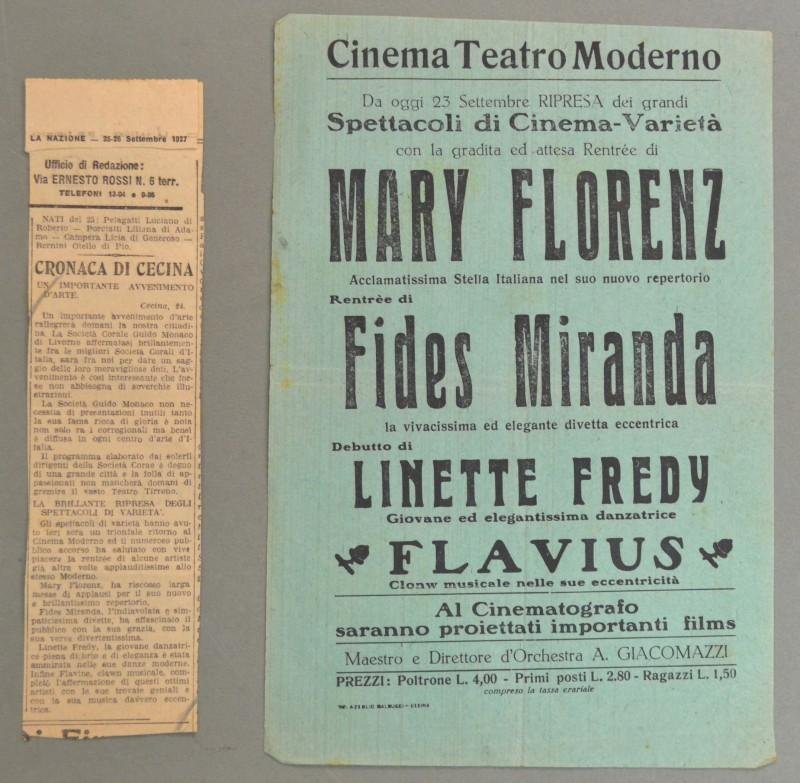 LA NAZIONE — 25-26 Settembre 1927
Ufficio di Redazione:
Via ERNESTO ROSSI N. 6 terr.
TELEFONI 12-04 e 9-86
NATI del 25: Pelagatti Luciano di
Roberto — Porciatti Liliana di Ada-
mo — Campera Licia di Generoso —
Bernini Otello di Pio.
CRONACA DI CECINA
UN IMPORTANTE AVVENIMENTO
D'ARTE.
Cecina, 24.
Un importante avvenimento d'arte
rallegrerà domani la nostra cittadi-
na. La Società Corale Guido Monaco
di Livorno affermatasi brillantemen-
te fra le migliori Società Corali d'I-
talia, sarà fra noi per dare un sag-
gio delle loro meravigliose doti. L'av-
venimento è così interessante che for-
se non abbisogna di soverchie illu-
strazioni.
La Società Guido Monaco non ne-
cessita di presentazioni inutili tanto
la sua fama ricca di gloria è nota
non solo ra i corregionali ma bensì
è diffusa in ogni centro d'arte d'I-
talia.
Il programma elaborato dai solerti
dirigenti della Società Corae è degno
di una grande città e la folla di ap-
passionati non mancherà domani di
gremire il vasto Teatro Tirreno.
LA BRILLANTE RIPRESA DEGLI
SPETTACOLI DI VARIETA'.
Gli spettacoli di varietà hanno avu-
to ieri sera un trionfale ritorno al
Cinema Moderno ed il numeroso pub-
blico accorso ha salutato con vivo
piacere la rentrée di alcune artiste
già altre volte applauditissime allo
stesso Moderno.
Mary Florenz, ha riscosso larga
messe di applausi per il suo nuovo
e brillantissimo repertorio.
Fides Miranda, l'indiavolata e sim-
paticissima divette, ha affascinato il
pubblico con la sua grazia, con la
sua verve divertentissima.
Linette Fredy, la giovane danzatri-
ce piena di brio e di eleganza è stata
ammirata nelle sue danze moderne.
Infine Flavius, clawn musicale, com-
pletò l'affermazione di questi ottimi
artisti con le sue trovate geniali e
con la sua musica davvero eccen-
trica.
Cinema Teatro Moderno
Da oggi 23 Settembre RIPRESA dei grandi
Spettacoli di Cinema-Varietà
con la gradita ed attesa Rentrée di
MARY FLORENZ
Acclamatissima Stella Italiana nel suo nuovo repertorio
Rentrèe di
Fides Miranda
la vivacissima ed elegante divetta eccentrica
Debutto di
LINETTE FREDY
Giovane ed elegantissima danzatrice
FLAVIUS
Clonw musicale nelle sue eccentricità
Al Cinematografo
saranno proiettati importanti films
Maestro e Direttore d'Orchestra A. GIACOMAZZI
PREZZI: Poltrone L. 4,00 - Primi posti L. 2.80 - Ragazzi L. 1,50
compreso la tassa erariale